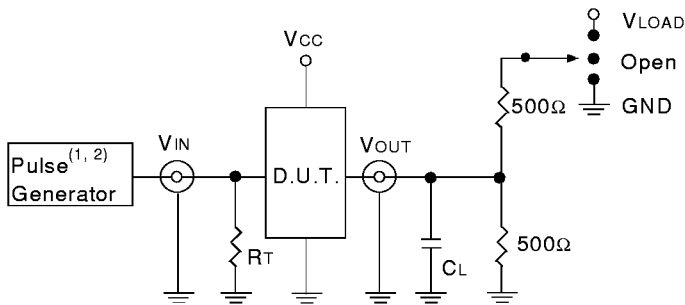 VLOAD
VCC
Open
500Ω
GND
VIN
VOUT
Pulse(1, 2)
Generator
D.U.T.
RT
CL
500Ω